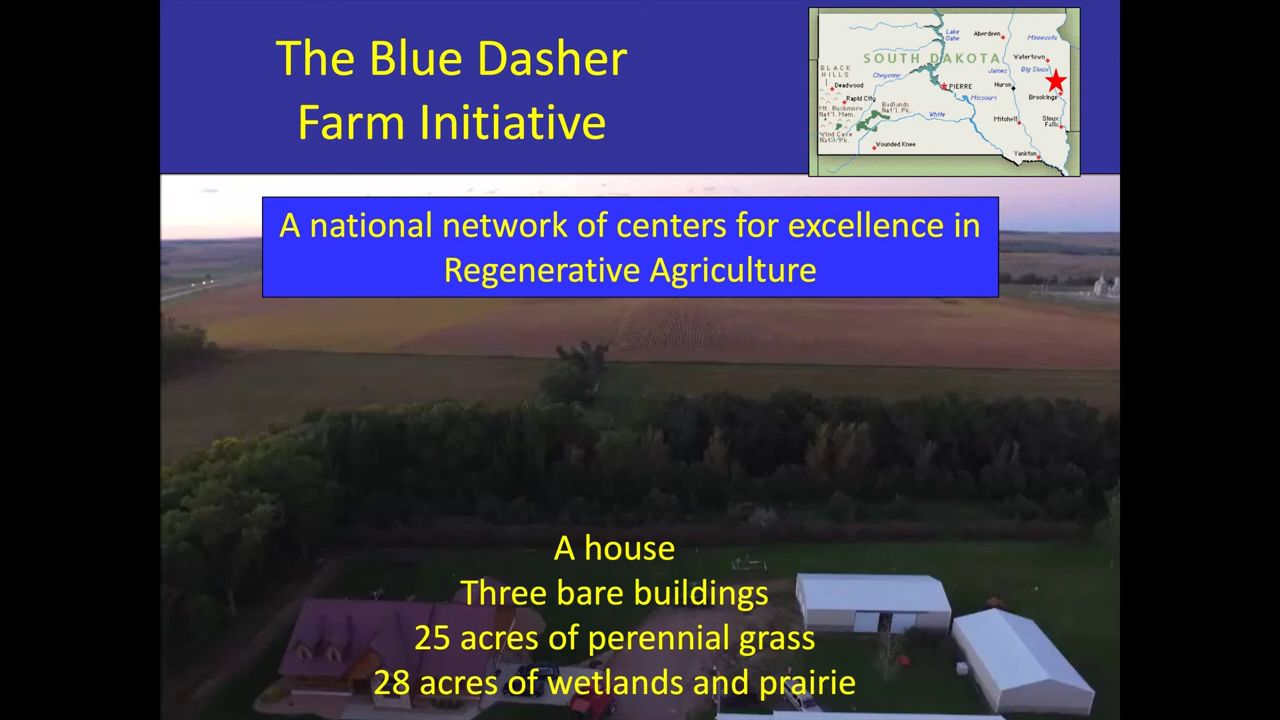 The Blue Dasher
Farm Initiative
SOUTH DAKOTA
Lake
Oahe
Aberdeen
Minnesota
Watertown
Big Sioux
James
BLACK
HILLS
Cheyenne
Deadwood
PIERRE
Huron
Brookings
Rapid City
Missouri
Mt. Rushmore
Nat'l. Mem.
Badlands
Nat'l. Pk.
White
Mitchell
Sioux
Falls
Wind Cave
Nat'l. Pk.
Wounded Knee
Yankton
A national network of centers for excellence in
Regenerative Agriculture
A house
Three bare buildings
25 acres of perennial grass
28 acres of wetlands and prairie